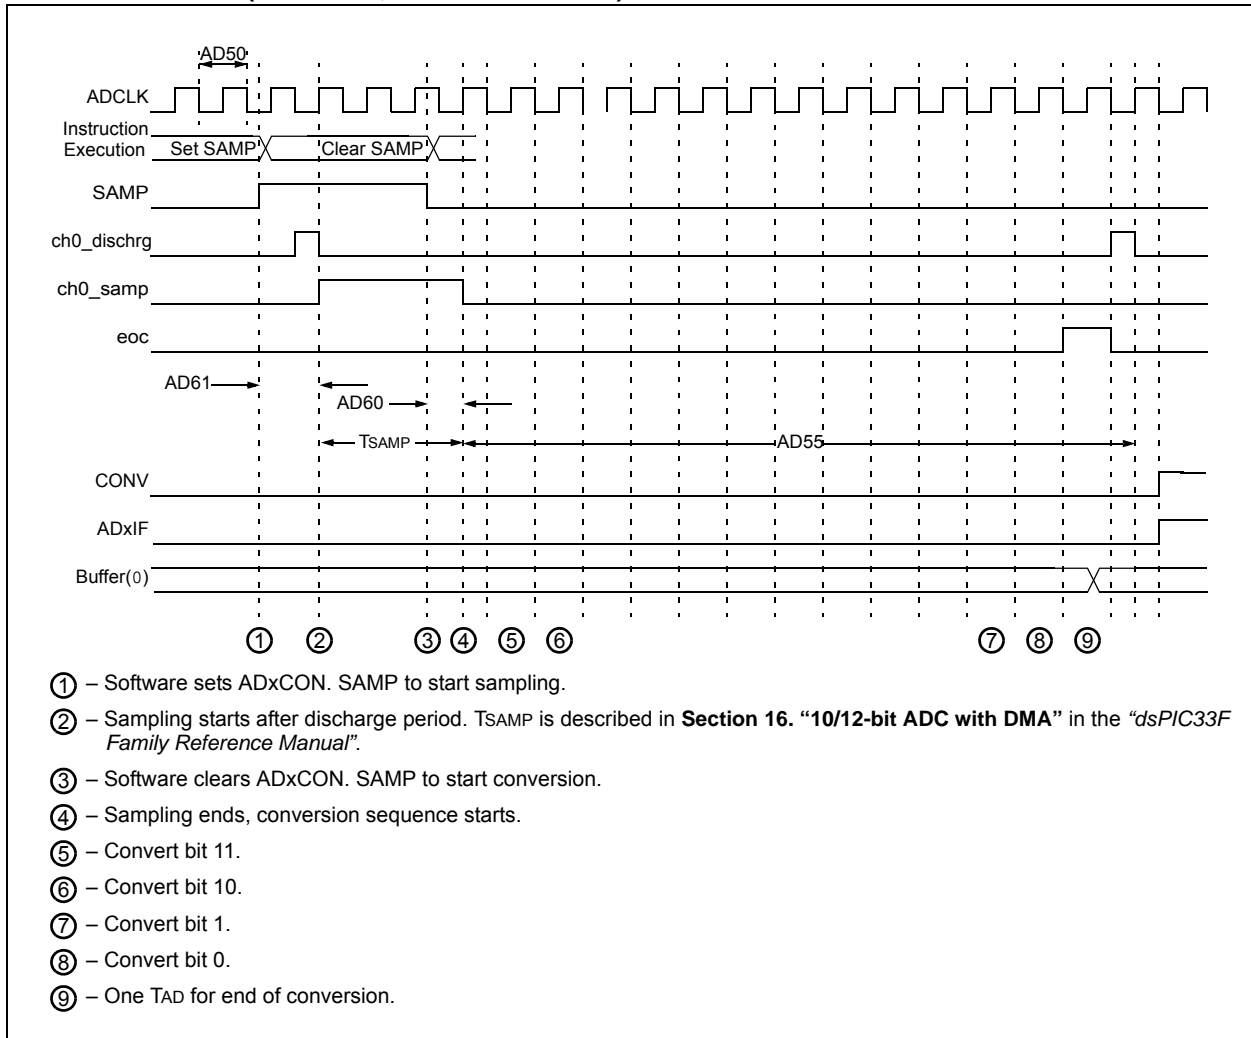 AD50
ADCLK
Instruction
Execution Set SAMP Clear SAMP
SAMP
ch0_dischrg
ch0_samp
eoc
AD61
AD60
TSAMP AD55
CONV
ADxIF
Buffer(0)
1 2 3 4 5 6 7 8 9
1 – Software sets ADxCON. SAMP to start sampling.
2 – Sampling starts after discharge period. TSAMP is described in Section 16. “10/12-bit ADC with DMA” in the “dsPIC33F
Family Reference Manual”.
3 – Software clears ADxCON. SAMP to start conversion.
4 – Sampling ends, conversion sequence starts.
5 – Convert bit 11.
6 – Convert bit 10.
7 – Convert bit 1.
8 – Convert bit 0.
9 – One TAD for end of conversion.